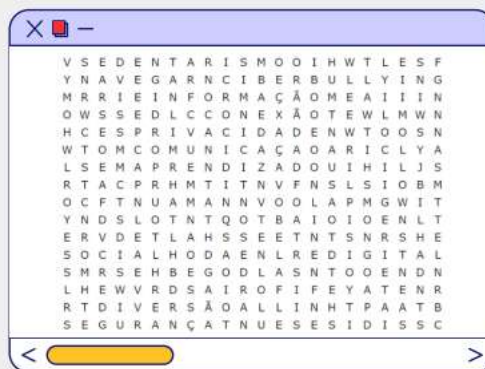 V S E D E N T A R I S M O O I H W T L E S F
Y N A V E G A R N C I B E R B U L L Y I N G
M R R I E I N F O R M A Ç Ã O M E A I I I N
O W S S E D L C C O N E X Ã O T E W L M W N
H C E S P R I V A C I D A D E N W T O O S N
W T O M C O M U N I C A Ç A O A R I C L Y A
L S E M A P R E N D I Z A D O U I H I L J S
R T A C P R H M T I T N V F N S L S I O B M
O C F T N U A M A N N V O O L A P M G W I T
Y N D S L O T N T Q O T B A I O I O E N L T
E R V D E T L A H S S E E T N T S N R S H E
S O C I A L H O D A E N L R E D I G I T A L
S M R S E H B E G O D L A S N T O O E N D N
L H E W V R D S A I R O F I F E Y A T E N R
R T D I V E R S Ã O A L L I N H T P A A T B
S E G U R A N Ç A T N U E S E S I D I S S C